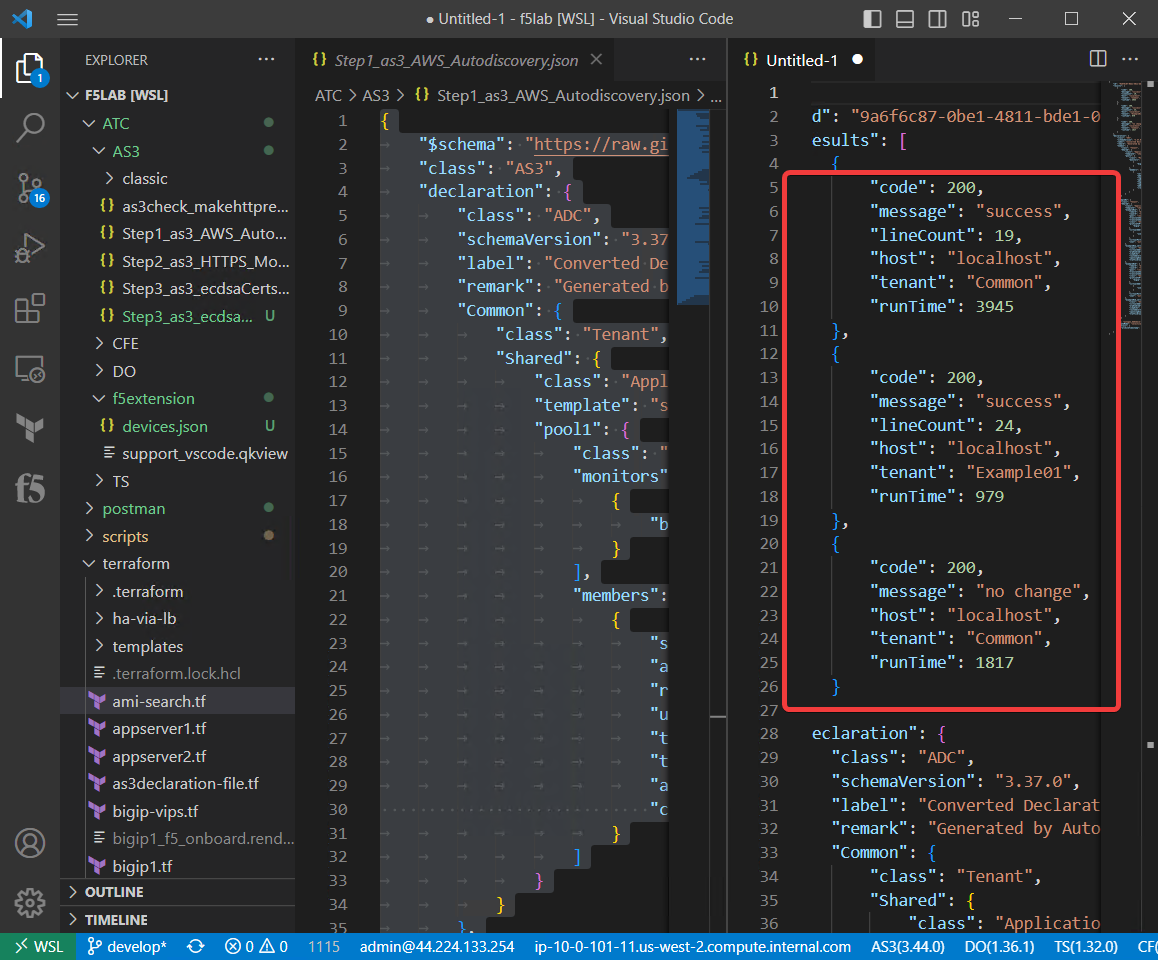 ● Untitled-1 - f5lab [WSL] - Visual Studio Code
1
16
f5
EXPLORER
F5LAB [WSL]
ATC
AS3
classic
as3check_makehttpre...
Step1_as3_AWS_Auto...
Step2_as3_HTTPS_Mo...
Step3_as3_ecdsaCerts...
Step3_as3_ecdsa... U
CFE
DO
f5extension
devices.json U
support_vscode.qkview
TS
postman
scripts
terraform
.terraform
ha-via-lb
templates
.terraform.lock.hcl
ami-search.tf
appserver1.tf
appserver2.tf
as3declaration-file.tf
bigip-vips.tf
bigip1_f5_onboard.rend...
bigip1.tf
OUTLINE
TIMELINE
{} Step1_as3_AWS_Autodiscovery.json
ATC > AS3 > {} Step1_as3_AWS_Autodiscovery.json > ...
1 {
2 "$schema": "https://raw.gi
3 "class": "AS3",
4 "declaration": {
5 "class": "ADC",
6 "schemaVersion": "3.37
7 "label": "Converted De
8 "remark": "Generated b
9 "Common": {
10 "class": "Tenant",
11 "Shared": {
12 "class": "Appl
13 "template": "s
14 "pool1": {
15 "class": "
16 "monitors"
17 {
18 "b
19 }
20 ],
21 "members":
22 {
23 "s
24 "a
25 "r
26 "u
27 "t
28 "t
29 "a
30 "c
31 }
32 ]
33 }
34 }
35 },
{} Untitled-1 ●
1
2 d": "9a6f6c87-0be1-4811-bde1-0
3 esults": [
4 {
5 "code": 200,
6 "message": "success",
7 "lineCount": 19,
8 "host": "localhost",
9 "tenant": "Common",
10 "runTime": 3945
11 },
12 {
13 "code": 200,
14 "message": "success",
15 "lineCount": 24,
16 "host": "localhost",
17 "tenant": "Example01",
18 "runTime": 979
19 },
20 {
21 "code": 200,
22 "message": "no change",
23 "host": "localhost",
24 "tenant": "Common",
25 "runTime": 1817
26 }
27
28 eclaration": {
29 "class": "ADC",
30 "schemaVersion": "3.37.0",
31 "label": "Converted Declarat
32 "remark": "Generated by Auto
33 "Common": {
34 "class": "Tenant",
35 "Shared": {
36 "class": "Applicatio
WSL develop* 0 0 1115 admin@44.224.133.254 ip-10-0-101-11.us-west-2.compute.internal.com AS3(3.44.0) DO(1.36.1) TS(1.32.0) CF(